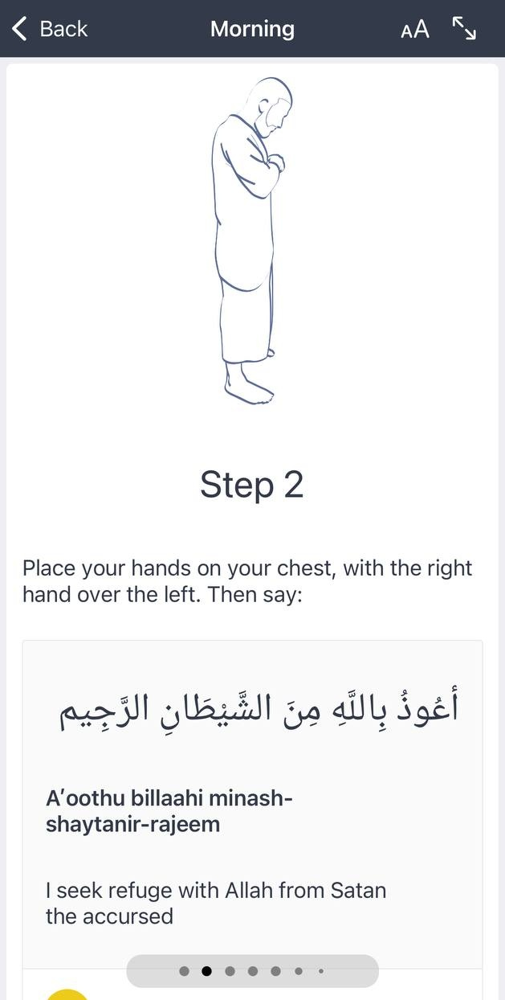 Back
Morning
AA
Step 2
Place your hands on your chest, with the right
hand over the left. Then say:
أَعُوذُ بِاللَّهِ مِنَ الشَّيْطَانِ الرَّجِيم
A’oothu billaahi minash-
shaytanir-rajeem
I seek refuge with Allah from Satan
the accursed